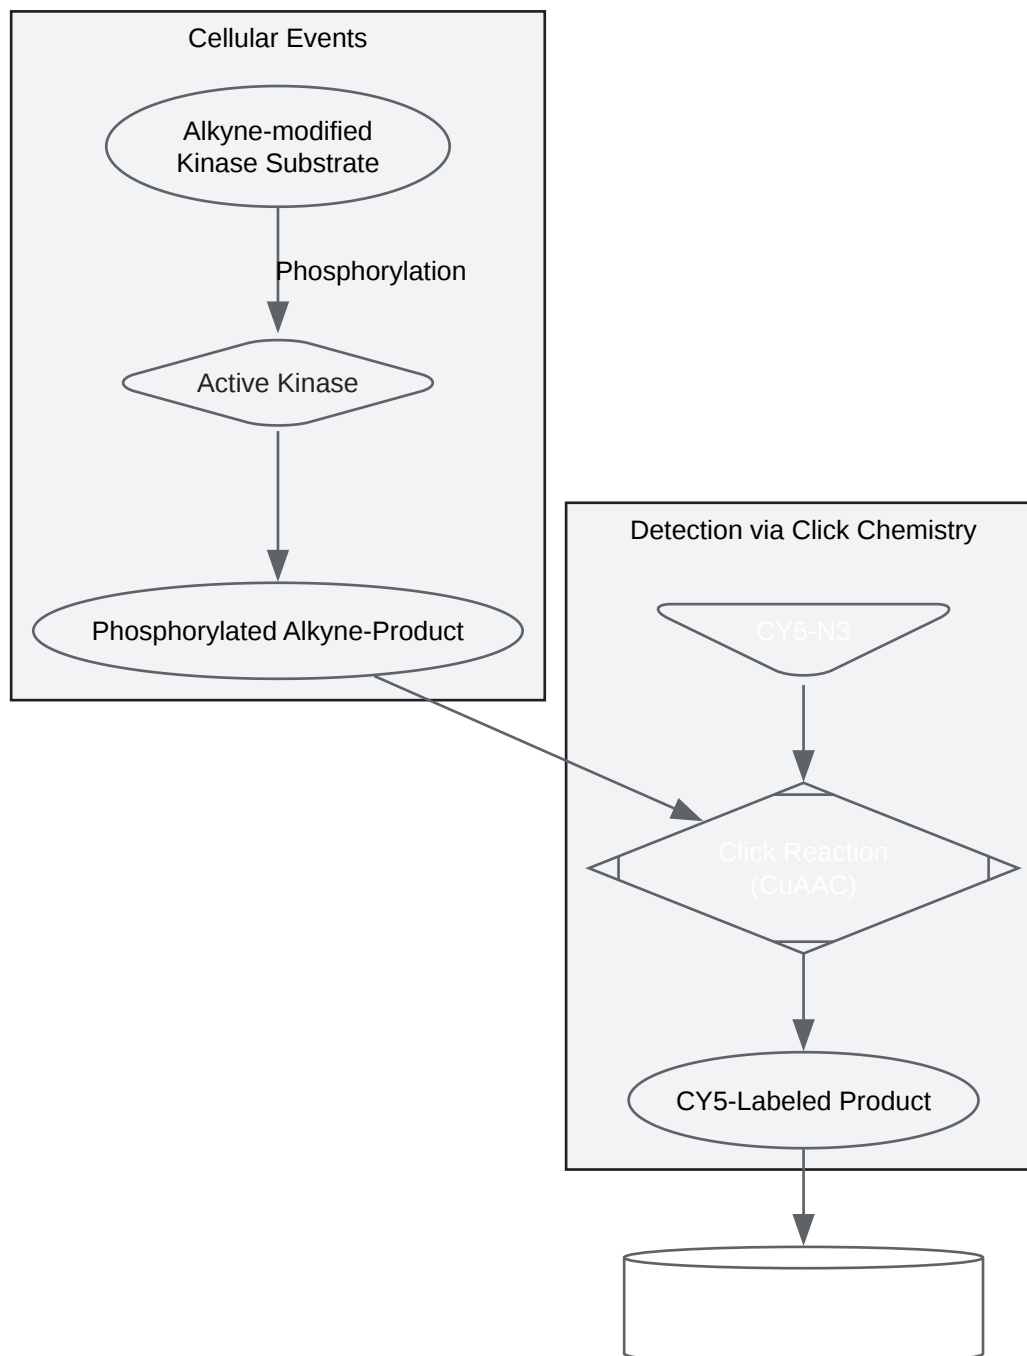 Cellular Events
Alkyne-modified
Kinase Substrate
Phosphorylation
Active Kinase
Phosphorylated Alkyne-Product
Detection via Click Chemistry
CY5-N3
Click Reaction
(CuAAC)
CY5-Labeled Product